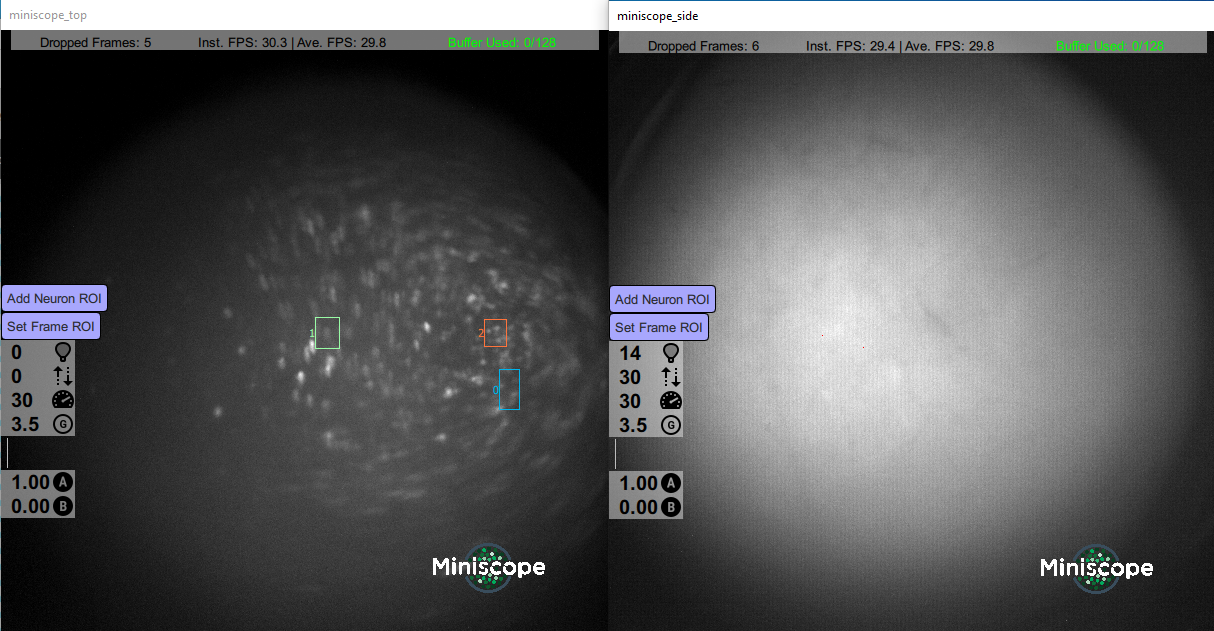 miniscope_top
Dropped Frames: 5 Inst. FPS: 30.3 | Ave. FPS: 29.8 Buffer Used: 0/128
Add Neuron ROI
Set Frame ROI
0
0
30
3.5 G
1.00 A
0.00 B
1
2
0
Miniscope
miniscope_side
Dropped Frames: 6 Inst. FPS: 29.4 | Ave. FPS: 29.8 Buffer Used: 0/128
Add Neuron ROI
Set Frame ROI
14
30
30
3.5 G
1.00 A
0.00 B
Miniscope